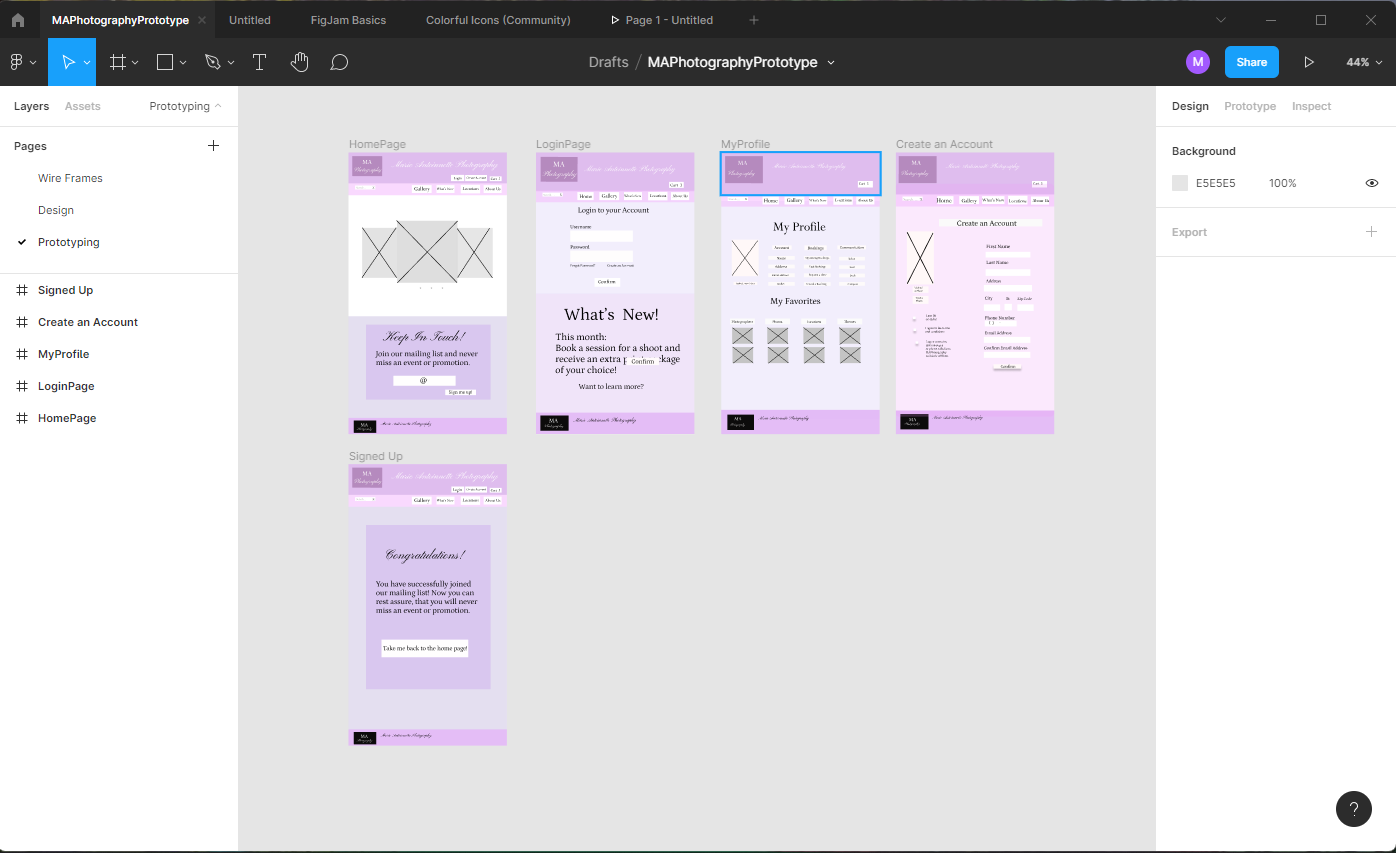 MAPhotographyPrototype
Untitled
FigJam Basics
Colorful Icons (Community)
Page 1 - Untitled
Drafts / MAPhotographyPrototype
M
Share
44%
Layers
Assets
Prototyping
Pages
Wire Frames
Design
Prototyping
Signed Up
Create an Account
MyProfile
LoginPage
HomePage
HomePage
MA
Photography
Marie Antoinette Photography
Login
Create Account
Cart
Gallery
What's New
Locations
About Us
Keep In Touch!
Join our mailing list and never
miss an event or promotion.
@
Sign me up!
MA
Photography
Marie Antoinette Photography
LoginPage
MA
Photography
Marie Antoinette Photography
Cart
Home
Gallery
What's New
Locations
About Us
Login to your Account
Username
Password
Forgot Password?
Create an Account
Confirm
What's New!
This month:
Book a session for a shoot and
receive an extra
Confirm
of your choice!
Want to learn more?
MA
Photography
Marie Antoinette Photography
MyProfile
MA
Photography
Marie Antoinette Photography
Cart
Home
Gallery
What's New
Locations
About Us
My Profile
Account
Bookings
Communication
Name
Address
My Favorites
Photographers
Themes
Locations
MA
Photography
Marie Antoinette Photography
Create an Account
MA
Photography
Marie Antoinette Photography
Cart
Home
Gallery
What's New
Locations
About Us
Create an Account
First Name
Last Name
Address
City
St
Zip Code
Phone Number
( )
Email Address
Confirm Email Address
Confirm
MA
Photography
Marie Antoinette Photography
Signed Up
MA
Photography
Marie Antoinette Photography
Login
Create Account
Cart
Gallery
What's New
Locations
About Us
Congratulations!
You have successfully joined
our mailing list! Now you can
rest assure, that you will never
miss an event or promotion.
Take me back to the home page!
MA
Photography
Marie Antoinette Photography
Design
Prototype
Inspect
Background
E5E5E5
100%
Export
?